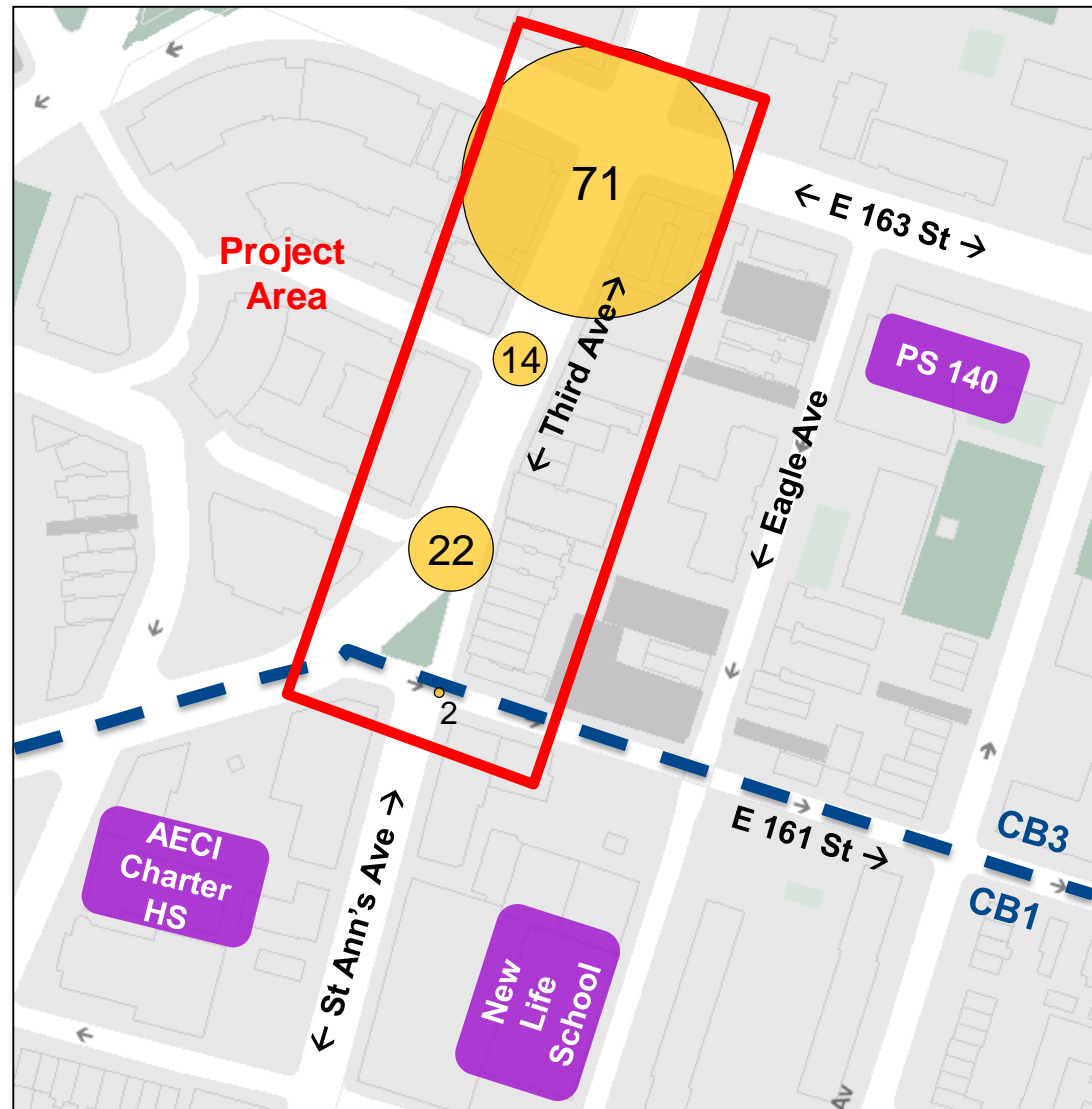 71
← E 163 St →
Project
Area
← Third Ave→
14
PS 140
← Eagle Ave
22
2
E 161 St →
CB3
CB1
AECI
Charter
HS
← St Ann's Ave →
New
Life
School
Av